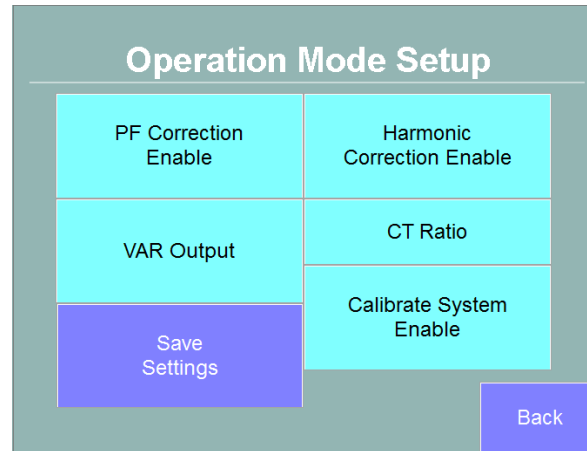 Operation Mode Setup
PF Correction
Enable
Harmonic
Correction Enable
VAR Output
CT Ratio
Calibrate System
Enable
Save
Settings
Back